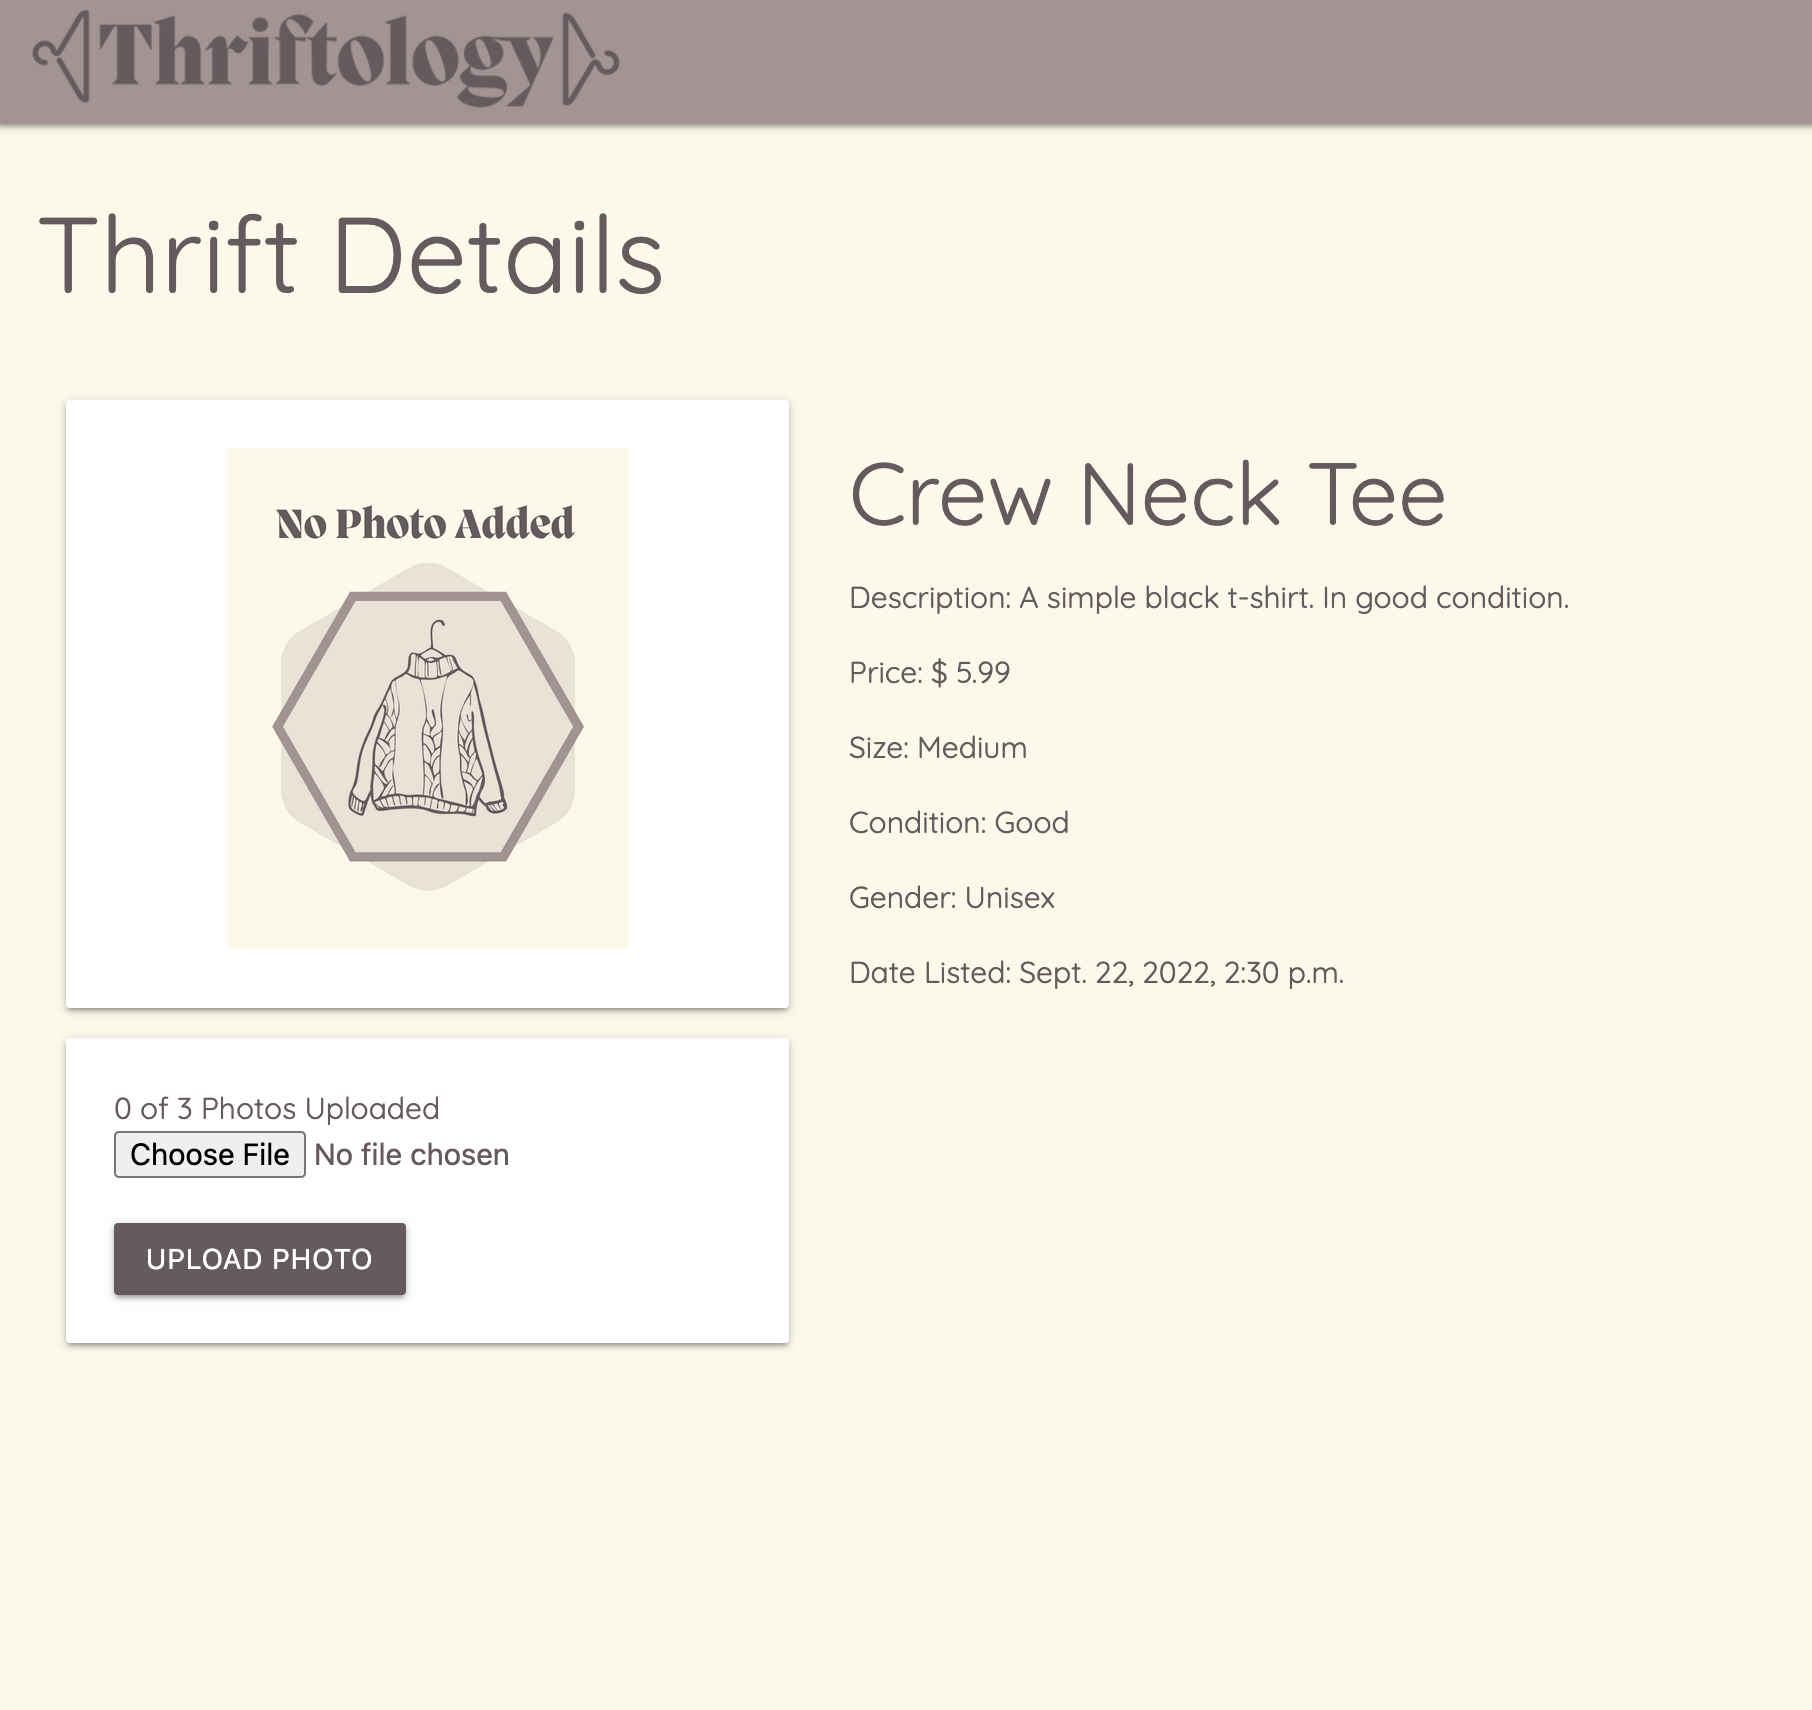 Thriftology
Thrift Details
No Photo Added
Crew Neck Tee
Description: A simple black t-shirt. In good condition.
Price: $ 5.99
Size: Medium
Condition: Good
Gender: Unisex
Date Listed: Sept. 22, 2022, 2:30 p.m.
0 of 3 Photos Uploaded
Choose File No file chosen
UPLOAD PHOTO